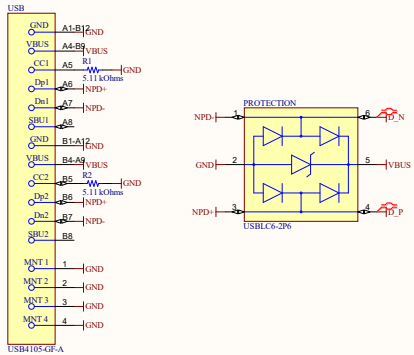 USB
GND A1-B12 GND
VBUS A4-B9 VBUS
CC1 A5 R1 5.11 kOhms GND
Dp1 A6 NPD+
Dn1 A7 NPD-
SBU1 A8
GND B1-A12 GND
VBUS B4-A9 VBUS
CC2 B5 R2 5.11 kOhms GND
Dp2 B6 NPD+
Dn2 B7 NPD-
SBU2 B8
MNT 1 1 GND
MNT 2 2 GND
MNT 3 3 GND
MNT 4 4 GND
USB4105-GF-A
PROTECTION
NPD- 1 6 D_N
GND 2 5 VBUS
NPD+ 3 4 D_P
USBLC6-2P6